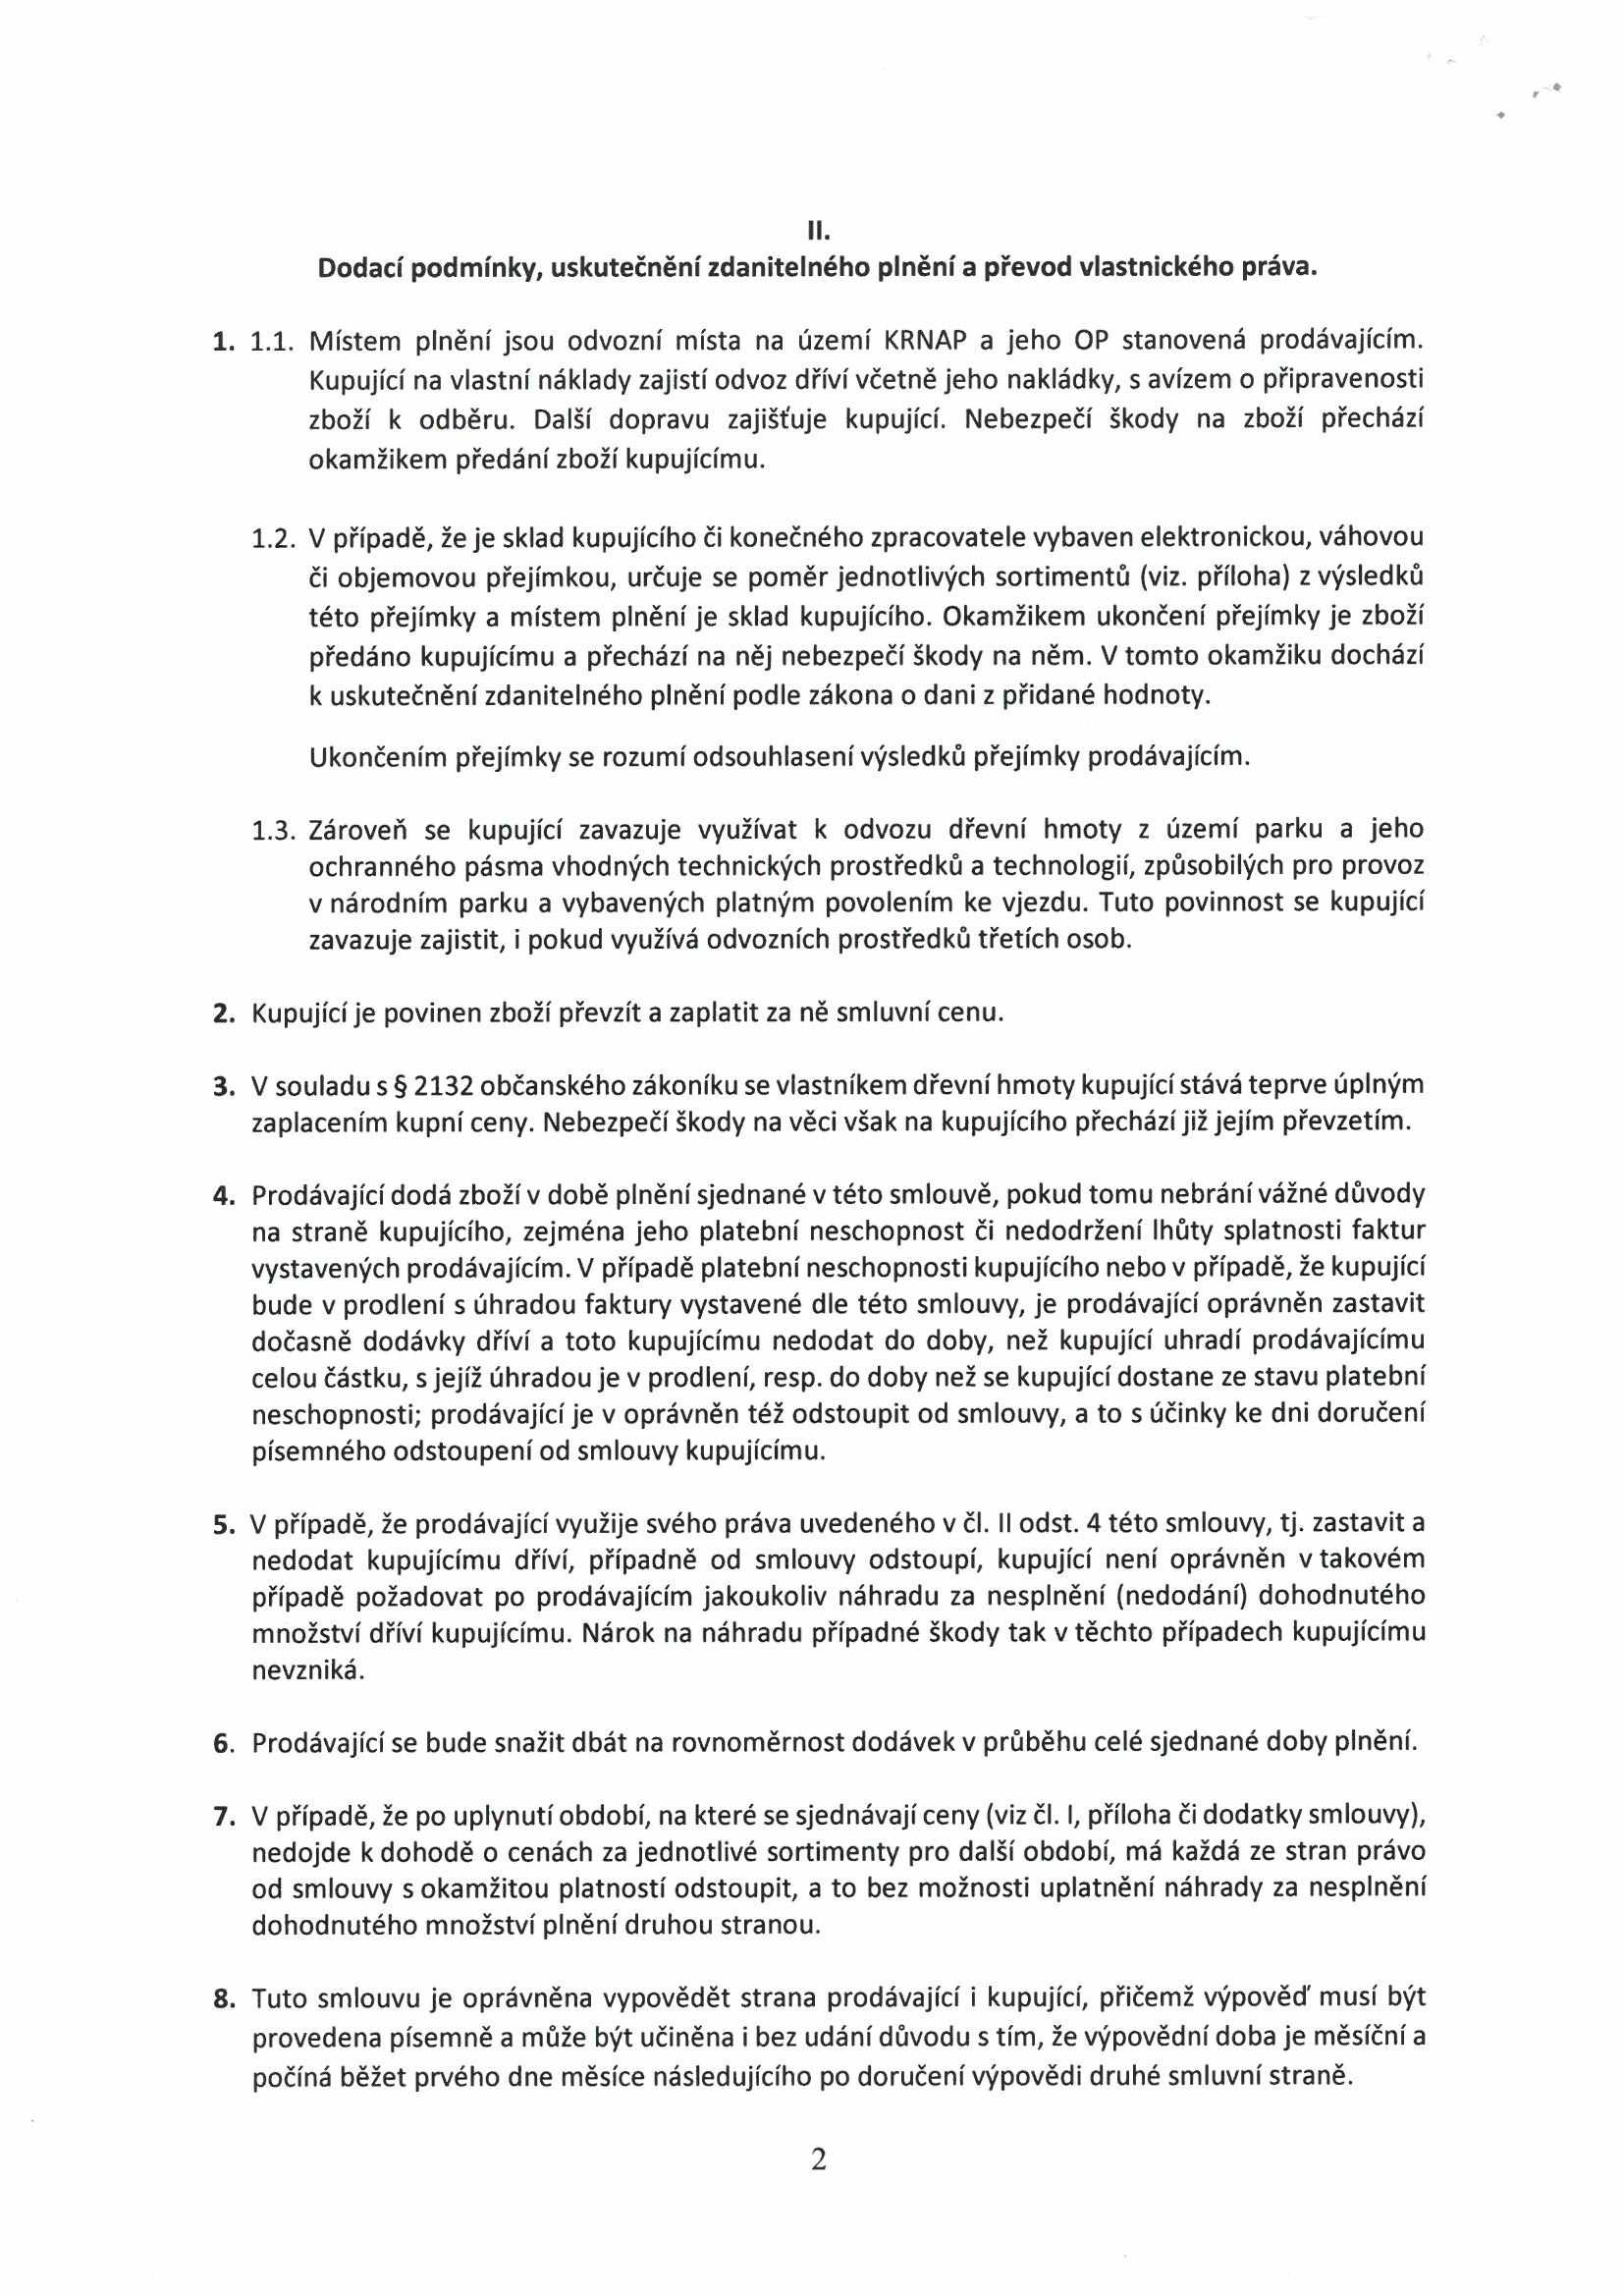 II.
Dodací podmínky, uskutečnění zdanitelného plnění a převod vlastnického práva.
1. 1.1. Místem plnění jsou odvozní místa na území KRNAP a jeho OP stanovená prodávajícím.
Kupující na vlastní náklady zajistí odvoz dříví včetně jeho nakládky, s avízem o připravenosti
zboží k odběru. Další dopravu zajišťuje kupující. Nebezpečí škody na zboží přechází
okamžikem předání zboží kupujícímu.
1.2. V případě, že je sklad kupujícího či konečného zpracovatele vybaven elektronickou, váhovou
či objemovou přejímkou, určuje se poměr jednotlivých sortimentů (viz. příloha) z výsledků
této přejímky a místem plnění je sklad kupujícího. Okamžikem ukončení přejímky je zboží
předáno kupujícímu a přechází na něj nebezpečí škody na něm. V tomto okamžiku dochází
k uskutečnění zdanitelného plnění podle zákona o dani z přidané hodnoty.
Ukončením přejímky se rozumí odsouhlasení výsledků přejímky prodávajícím.
1.3. Zároveň se kupující zavazuje využívat k odvozu dřevní hmoty z území parku a jeho
ochranného pásma vhodných technických prostředků a technologií, způsobilých pro provoz
v národním parku a vybavených platným povolením ke vjezdu. Tuto povinnost se kupující
zavazuje zajistit, i pokud využívá odvozních prostředků třetích osob.
2. Kupující je povinen zboží převzít a zaplatit za ně smluvní cenu.
3. V souladu s § 2132 občanského zákoníku se vlastníkem dřevní hmoty kupující stává teprve úplným
zaplacením kupní ceny. Nebezpečí škody na věci však na kupujícího přechází již jejím převzetím.
4. Prodávající dodá zboží v době plnění sjednané v této smlouvě, pokud tomu nebrání vážné důvody
na straně kupujícího, zejména jeho platební neschopnost či nedodržení lhůty splatnosti faktur
vystavených prodávajícím. V případě platební neschopnosti kupujícího nebo v případě, že kupující
bude v prodlení s úhradou faktury vystavené dle této smlouvy, je prodávající oprávněn zastavit
dočasně dodávky dříví a toto kupujícímu nedodat do doby, než kupující uhradí prodávajícímu
celou částku, s jejíž úhradou je v prodlení, resp. do doby než se kupující dostane ze stavu platební
neschopnosti; prodávající je v oprávněn též odstoupit od smlouvy, a to s účinky ke dni doručení
písemného odstoupení od smlouvy kupujícímu.
5. V případě, že prodávající využije svého práva uvedeného v čl. II odst. 4 této smlouvy, tj. zastavit a
nedodat kupujícímu dříví, případně od smlouvy odstoupí, kupující není oprávněn v takovém
případě požadovat po prodávajícím jakoukoliv náhradu za nesplnění (nedodání) dohodnutého
množství dříví kupujícímu. Nárok na náhradu případné škody tak v těchto případech kupujícímu
nevzniká.
6. Prodávající se bude snažit dbát na rovnoměrnost dodávek v průběhu celé sjednané doby plnění.
7. V případě, že po uplynutí období, na které se sjednávají ceny (viz čl. I, příloha či dodatky smlouvy),
nedojde k dohodě o cenách za jednotlivé sortimenty pro další období, má každá ze stran právo
od smlouvy s okamžitou platností odstoupit, a to bez možnosti uplatnění náhrady za nesplnění
dohodnutého množství plnění druhou stranou.
8. Tuto smlouvu je oprávněna vypovědět strana prodávající i kupující, přičemž výpověď musí být
provedena písemně a může být učiněna i bez udání důvodu s tím, že výpovědní doba je měsíční a
počíná běžet prvého dne měsíce následujícího po doručení výpovědi druhé smluvní straně.
2